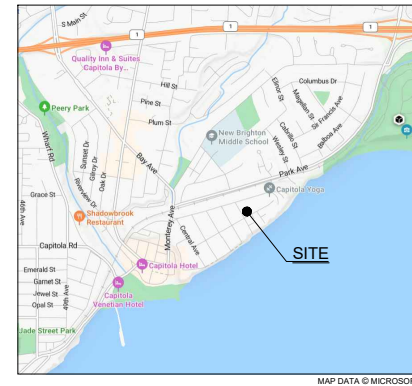 S Main St
1
1
1
Quality Inn & Suites
Capitola By...
Hill St
Pine St
Plum St
Peery Park
Wharf Rd
Sunset Dr
Gilroy Dr
Oak Dr
Riverview Dr
Bay Ave
New Brighton
Middle School
Elinor St
Columbus Dr
Magellan St
Sir Francis Ave
Cabrillo St
Wesley St
Balboa Ave
Park Ave
Capitola Yoga
Grace St
46th Ave
Shadowbrook
Restaurant
Monterey Ave
Central Ave
Capitola Rd
Capitola Hotel
SITE
Emerald St
Garnet St
Jewel St
Opal St
49th Ave
Capitola
Venetian Hotel
Jade Street Park
MAP DATA © MICROSOF